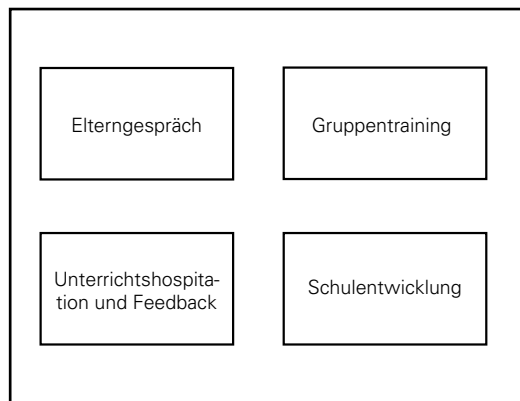 Elterngespräch
Gruppentraining
Unterrichtshospita-
tion und Feedback
Schulentwicklung